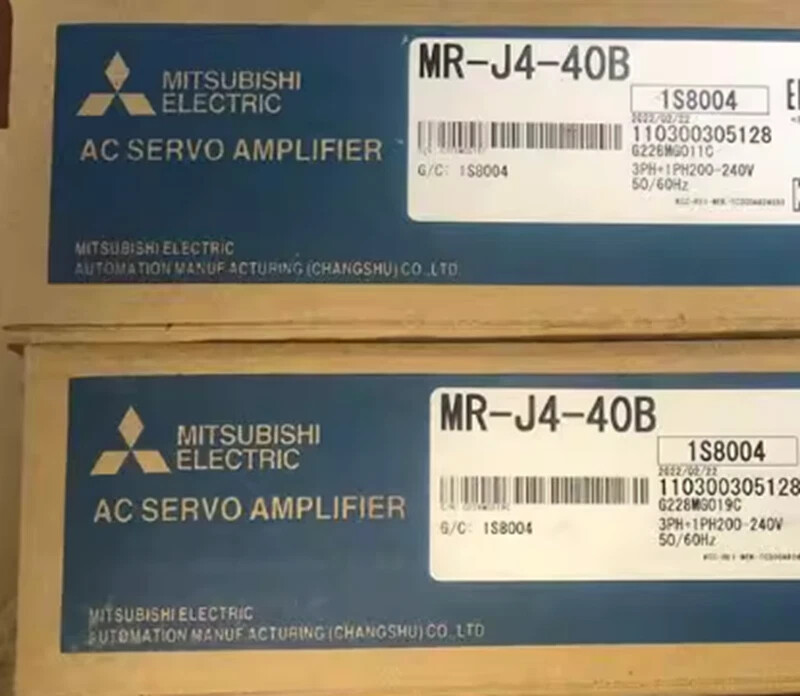 MITSUBISHI
ELECTRIC
AC SERVO AMPLIFIER
MITSUBISHI ELECTRIC
AUTOMATION MANUFACTURING (CHANGSHU) CO.,LTD
MR-J4-40B
1S8004
2022/02/22
110300305128
G228MG011C
G/C: 1S8004
3PH+1PH200-240V
50/60Hz
MITSUBISHI
ELECTRIC
AC SERVO AMPLIFIER
MITSUBISHI ELECTRIC
AUTOMATION MANUFACTURING (CHANGSHU) CO.,LTD
MR-J4-40B
1S8004
2022/02/22
110300305128
G228MG019C
G/C: 1S8004
3PH+1PH200-240V
50/60Hz